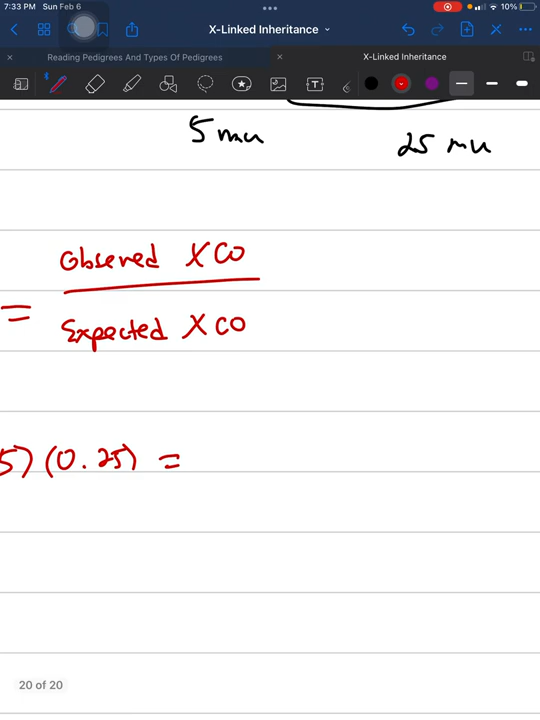 7:33 PM Sun Feb 6
10%
X-Linked Inheritance
Reading Pedigrees And Types Of Pedigrees
X-Linked Inheritance
5 mu
25 mu
Observed XCO
=
Expected XCO
5) (0.25) =
20 of 20